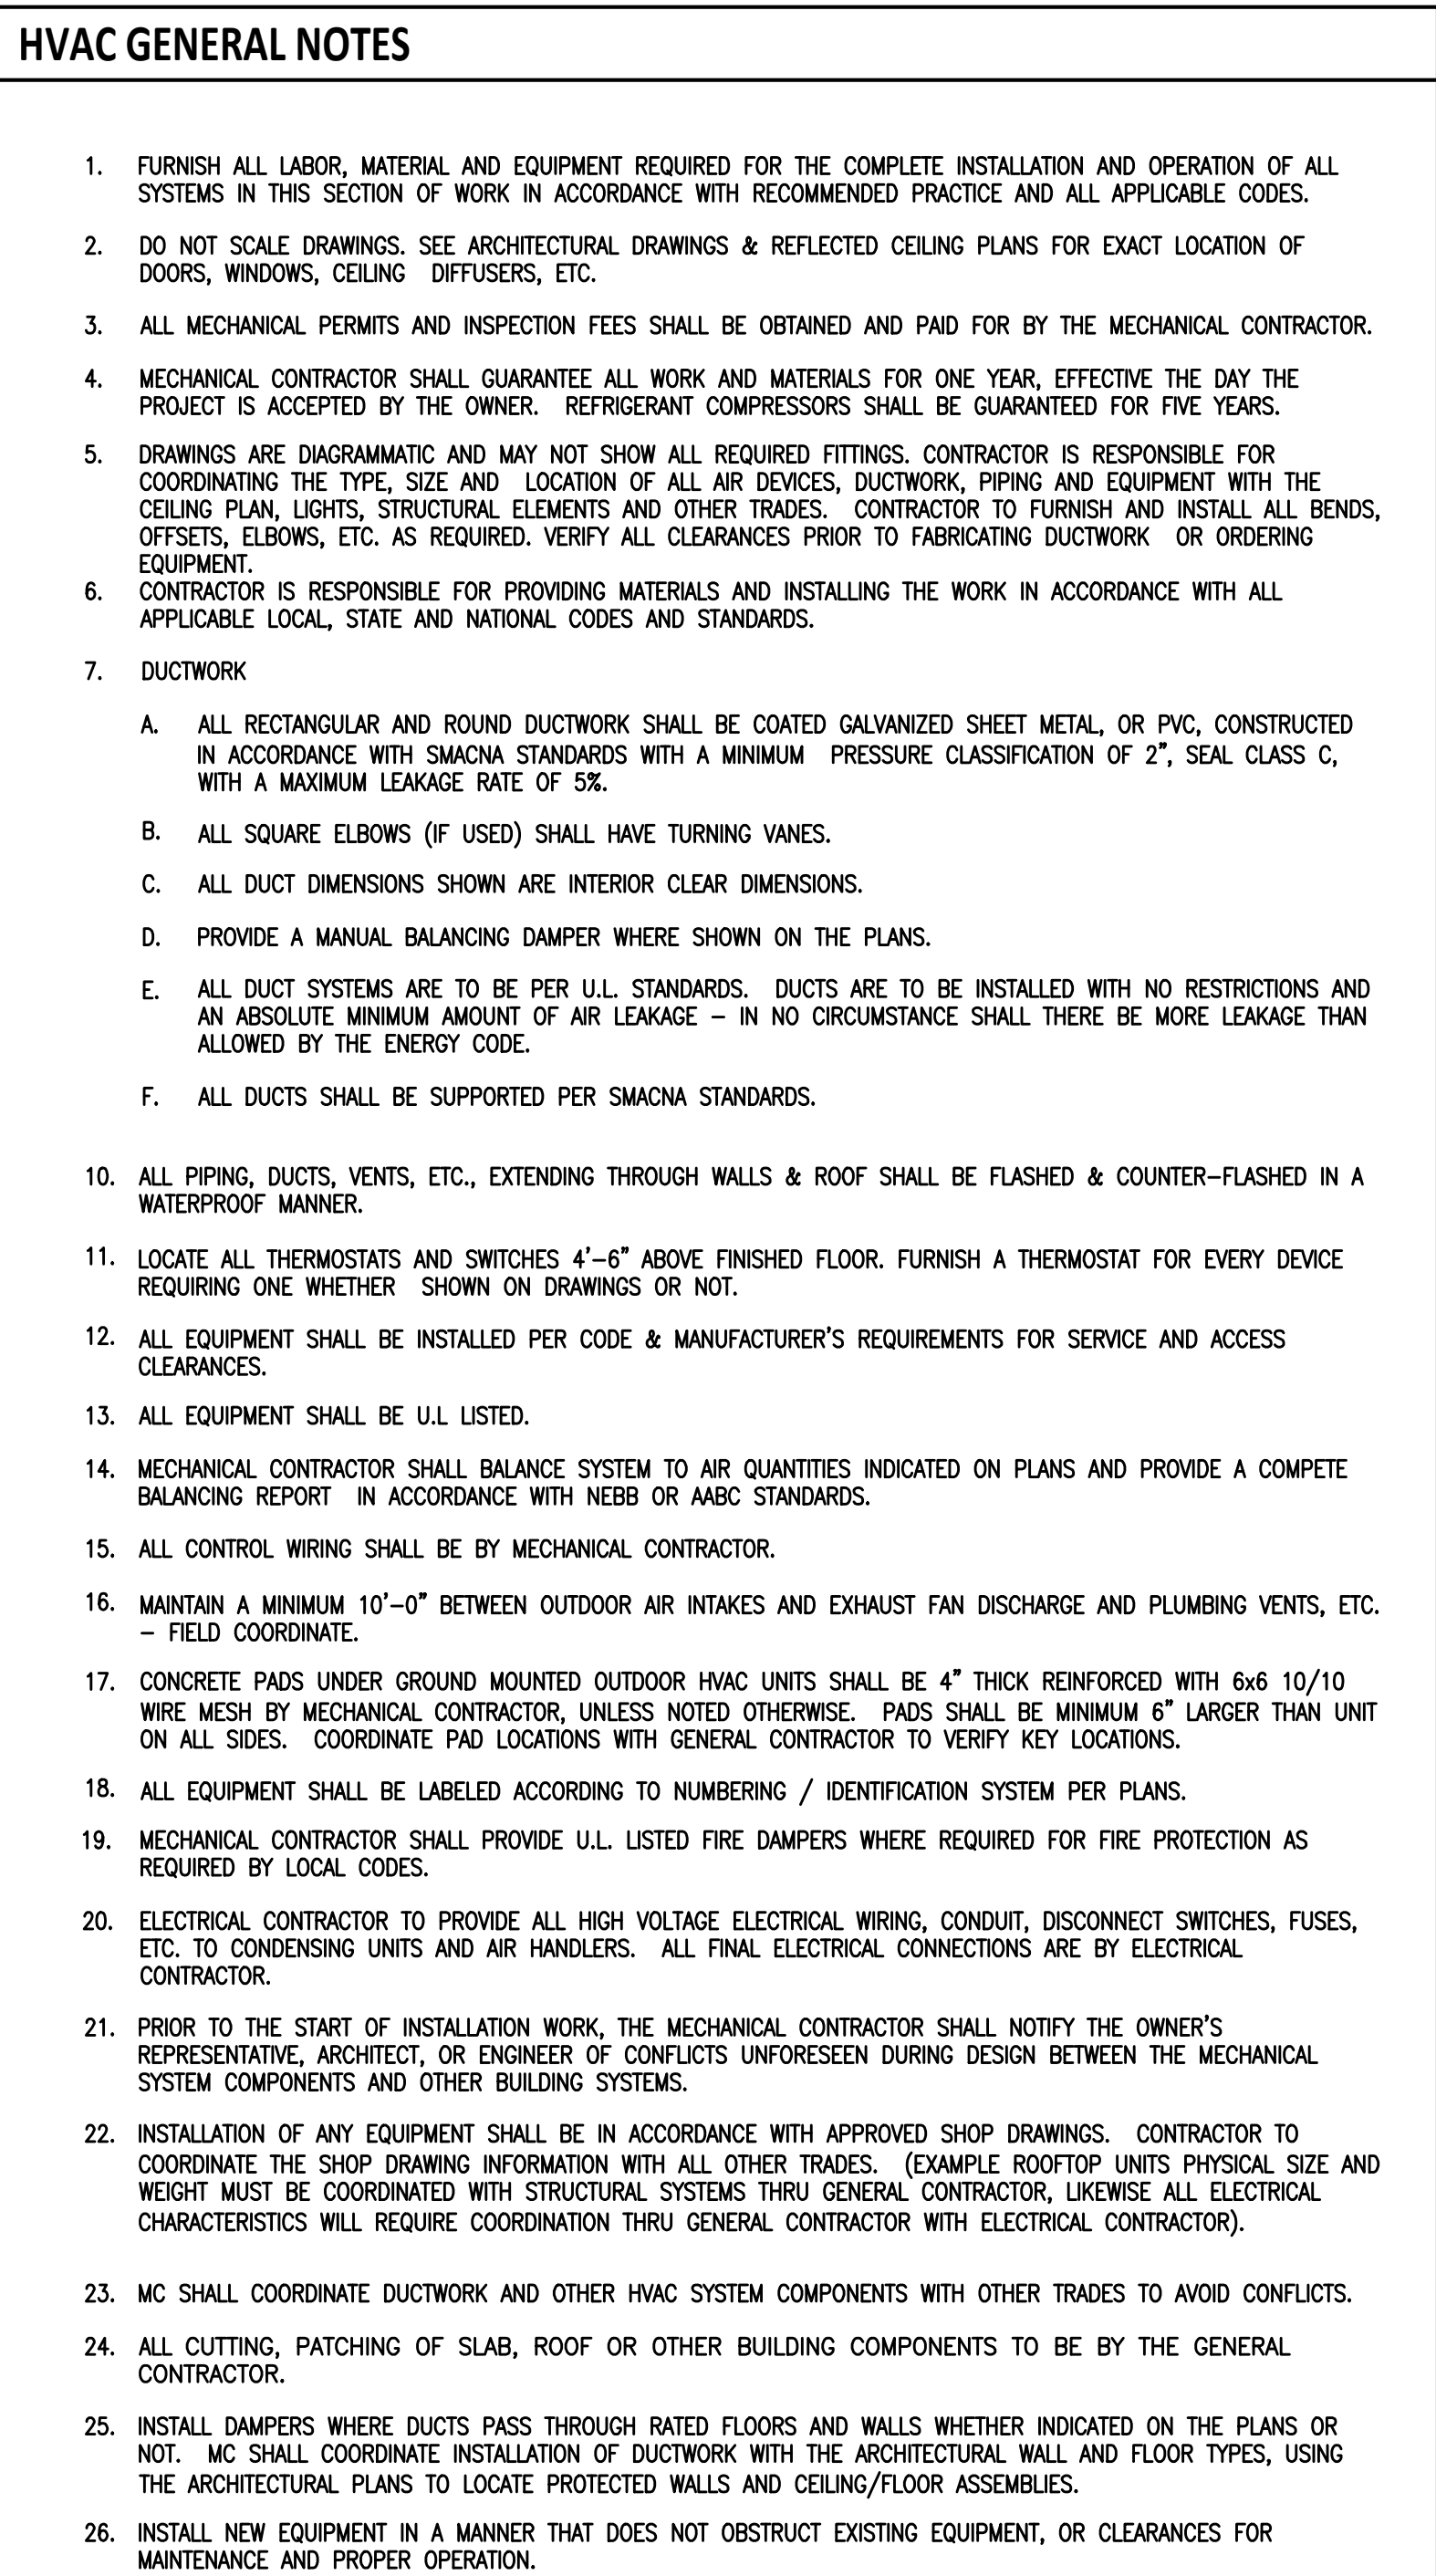 HVAC GENERAL NOTES
1. FURNISH ALL LABOR, MATERIAL AND EQUIPMENT REQUIRED FOR THE COMPLETE INSTALLATION AND OPERATION OF ALL
SYSTEMS IN THIS SECTION OF WORK IN ACCORDANCE WITH RECOMMENDED PRACTICE AND ALL APPLICABLE CODES.
2. DO NOT SCALE DRAWINGS. SEE ARCHITECTURAL DRAWINGS & REFLECTED CEILING PLANS FOR EXACT LOCATION OF
DOORS, WINDOWS, CEILING DIFFUSERS, ETC.
3. ALL MECHANICAL PERMITS AND INSPECTION FEES SHALL BE OBTAINED AND PAID FOR BY THE MECHANICAL CONTRACTOR.
4. MECHANICAL CONTRACTOR SHALL GUARANTEE ALL WORK AND MATERIALS FOR ONE YEAR, EFFECTIVE THE DAY THE
PROJECT IS ACCEPTED BY THE OWNER. REFRIGERANT COMPRESSORS SHALL BE GUARANTEED FOR FIVE YEARS.
5. DRAWINGS ARE DIAGRAMMATIC AND MAY NOT SHOW ALL REQUIRED FITTINGS. CONTRACTOR IS RESPONSIBLE FOR
COORDINATING THE TYPE, SIZE AND LOCATION OF ALL AIR DEVICES, DUCTWORK, PIPING AND EQUIPMENT WITH THE
CEILING PLAN, LIGHTS, STRUCTURAL ELEMENTS AND OTHER TRADES. CONTRACTOR TO FURNISH AND INSTALL ALL BENDS,
OFFSETS, ELBOWS, ETC. AS REQUIRED. VERIFY ALL CLEARANCES PRIOR TO FABRICATING DUCTWORK OR ORDERING
EQUIPMENT.
6. CONTRACTOR IS RESPONSIBLE FOR PROVIDING MATERIALS AND INSTALLING THE WORK IN ACCORDANCE WITH ALL
APPLICABLE LOCAL, STATE AND NATIONAL CODES AND STANDARDS.
7. DUCTWORK
A. ALL RECTANGULAR AND ROUND DUCTWORK SHALL BE COATED GALVANIZED SHEET METAL, OR PVC, CONSTRUCTED
IN ACCORDANCE WITH SMACNA STANDARDS WITH A MINIMUM PRESSURE CLASSIFICATION OF 2", SEAL CLASS C,
WITH A MAXIMUM LEAKAGE RATE OF 5%.
B. ALL SQUARE ELBOWS (IF USED) SHALL HAVE TURNING VANES.
C. ALL DUCT DIMENSIONS SHOWN ARE INTERIOR CLEAR DIMENSIONS.
D. PROVIDE A MANUAL BALANCING DAMPER WHERE SHOWN ON THE PLANS.
E. ALL DUCT SYSTEMS ARE TO BE PER U.L. STANDARDS. DUCTS ARE TO BE INSTALLED WITH NO RESTRICTIONS AND
AN ABSOLUTE MINIMUM AMOUNT OF AIR LEAKAGE – IN NO CIRCUMSTANCE SHALL THERE BE MORE LEAKAGE THAN
ALLOWED BY THE ENERGY CODE.
F. ALL DUCTS SHALL BE SUPPORTED PER SMACNA STANDARDS.
10. ALL PIPING, DUCTS, VENTS, ETC., EXTENDING THROUGH WALLS & ROOF SHALL BE FLASHED & COUNTER–FLASHED IN A
WATERPROOF MANNER.
11. LOCATE ALL THERMOSTATS AND SWITCHES 4'–6" ABOVE FINISHED FLOOR. FURNISH A THERMOSTAT FOR EVERY DEVICE
REQUIRING ONE WHETHER SHOWN ON DRAWINGS OR NOT.
12. ALL EQUIPMENT SHALL BE INSTALLED PER CODE & MANUFACTURER'S REQUIREMENTS FOR SERVICE AND ACCESS
CLEARANCES.
13. ALL EQUIPMENT SHALL BE U.L LISTED.
14. MECHANICAL CONTRACTOR SHALL BALANCE SYSTEM TO AIR QUANTITIES INDICATED ON PLANS AND PROVIDE A COMPETE
BALANCING REPORT IN ACCORDANCE WITH NEBB OR AABC STANDARDS.
15. ALL CONTROL WIRING SHALL BE BY MECHANICAL CONTRACTOR.
16. MAINTAIN A MINIMUM 10'–0" BETWEEN OUTDOOR AIR INTAKES AND EXHAUST FAN DISCHARGE AND PLUMBING VENTS, ETC.
– FIELD COORDINATE.
17. CONCRETE PADS UNDER GROUND MOUNTED OUTDOOR HVAC UNITS SHALL BE 4" THICK REINFORCED WITH 6x6 10/10
WIRE MESH BY MECHANICAL CONTRACTOR, UNLESS NOTED OTHERWISE. PADS SHALL BE MINIMUM 6" LARGER THAN UNIT
ON ALL SIDES. COORDINATE PAD LOCATIONS WITH GENERAL CONTRACTOR TO VERIFY KEY LOCATIONS.
18. ALL EQUIPMENT SHALL BE LABELED ACCORDING TO NUMBERING / IDENTIFICATION SYSTEM PER PLANS.
19. MECHANICAL CONTRACTOR SHALL PROVIDE U.L. LISTED FIRE DAMPERS WHERE REQUIRED FOR FIRE PROTECTION AS
REQUIRED BY LOCAL CODES.
20. ELECTRICAL CONTRACTOR TO PROVIDE ALL HIGH VOLTAGE ELECTRICAL WIRING, CONDUIT, DISCONNECT SWITCHES, FUSES,
ETC. TO CONDENSING UNITS AND AIR HANDLERS. ALL FINAL ELECTRICAL CONNECTIONS ARE BY ELECTRICAL
CONTRACTOR.
21. PRIOR TO THE START OF INSTALLATION WORK, THE MECHANICAL CONTRACTOR SHALL NOTIFY THE OWNER'S
REPRESENTATIVE, ARCHITECT, OR ENGINEER OF CONFLICTS UNFORESEEN DURING DESIGN BETWEEN THE MECHANICAL
SYSTEM COMPONENTS AND OTHER BUILDING SYSTEMS.
22. INSTALLATION OF ANY EQUIPMENT SHALL BE IN ACCORDANCE WITH APPROVED SHOP DRAWINGS. CONTRACTOR TO
COORDINATE THE SHOP DRAWING INFORMATION WITH ALL OTHER TRADES. (EXAMPLE ROOFTOP UNITS PHYSICAL SIZE AND
WEIGHT MUST BE COORDINATED WITH STRUCTURAL SYSTEMS THRU GENERAL CONTRACTOR, LIKEWISE ALL ELECTRICAL
CHARACTERISTICS WILL REQUIRE COORDINATION THRU GENERAL CONTRACTOR WITH ELECTRICAL CONTRACTOR).
23. MC SHALL COORDINATE DUCTWORK AND OTHER HVAC SYSTEM COMPONENTS WITH OTHER TRADES TO AVOID CONFLICTS.
24. ALL CUTTING, PATCHING OF SLAB, ROOF OR OTHER BUILDING COMPONENTS TO BE BY THE GENERAL
CONTRACTOR.
25. INSTALL DAMPERS WHERE DUCTS PASS THROUGH RATED FLOORS AND WALLS WHETHER INDICATED ON THE PLANS OR
NOT. MC SHALL COORDINATE INSTALLATION OF DUCTWORK WITH THE ARCHITECTURAL WALL AND FLOOR TYPES, USING
THE ARCHITECTURAL PLANS TO LOCATE PROTECTED WALLS AND CEILING/FLOOR ASSEMBLIES.
26. INSTALL NEW EQUIPMENT IN A MANNER THAT DOES NOT OBSTRUCT EXISTING EQUIPMENT, OR CLEARANCES FOR
MAINTENANCE AND PROPER OPERATION.